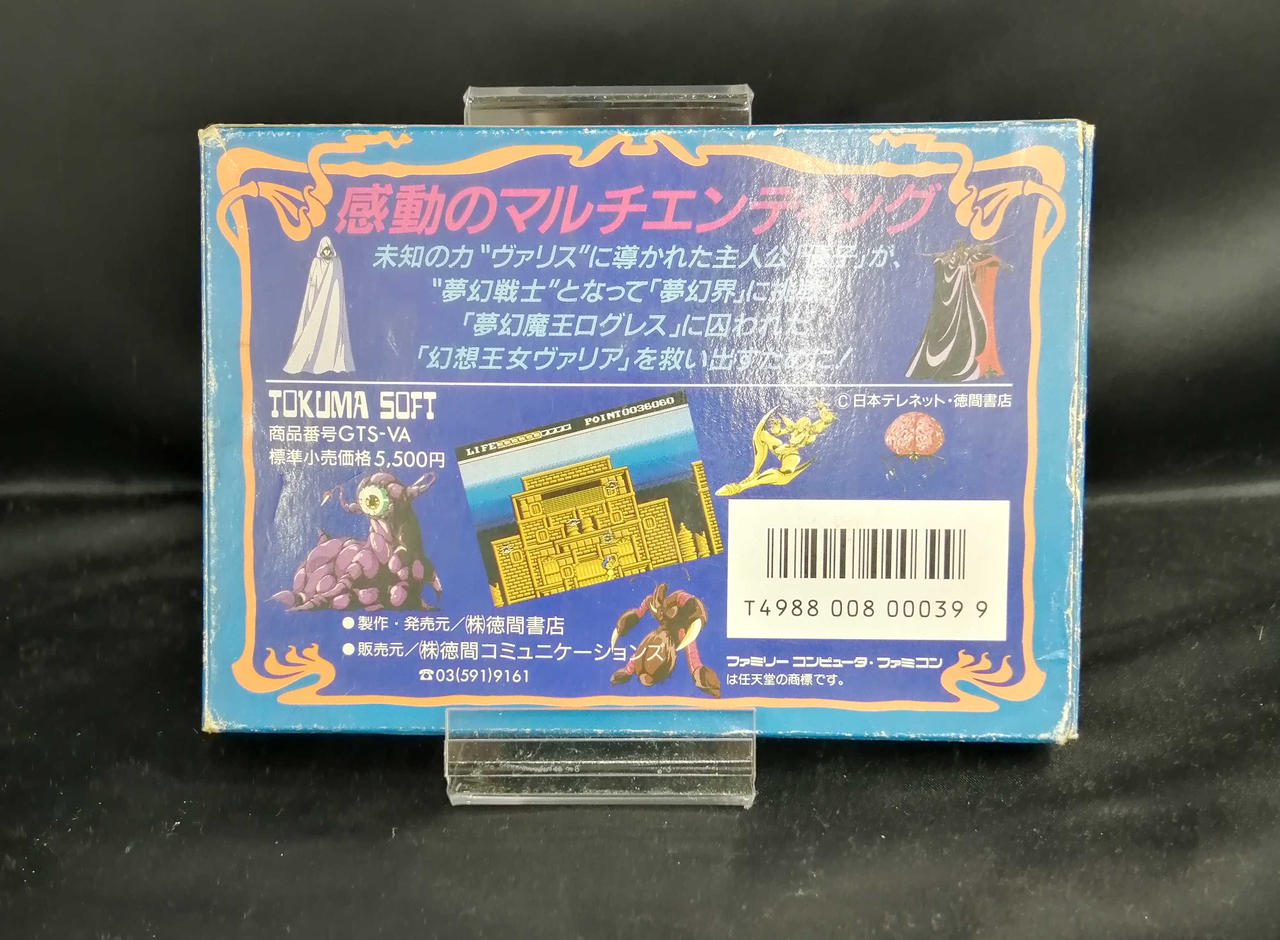 感動のマルチエンディング
未知の力“ヴァリス”に導かれた主人公「優子」が、
“夢幻戦士”となって「夢幻界」に挑戦!
「夢幻魔王ログレス」に囚われた
「幻想王女ヴァリア」を救い出すために!
TOKUMA SOFT
商品番号GTS-VA
標準小売価格5,500円
LIFE
POINT0036060
©日本テレネット・徳間書店
T4988 008 00039 9
●製作・発売元/㈱徳間書店
●販売元/㈱徳間コミュニケーションズ
☎03(591)9161
ファミリーコンピュータ・ファミコン
は任天堂の商標です。